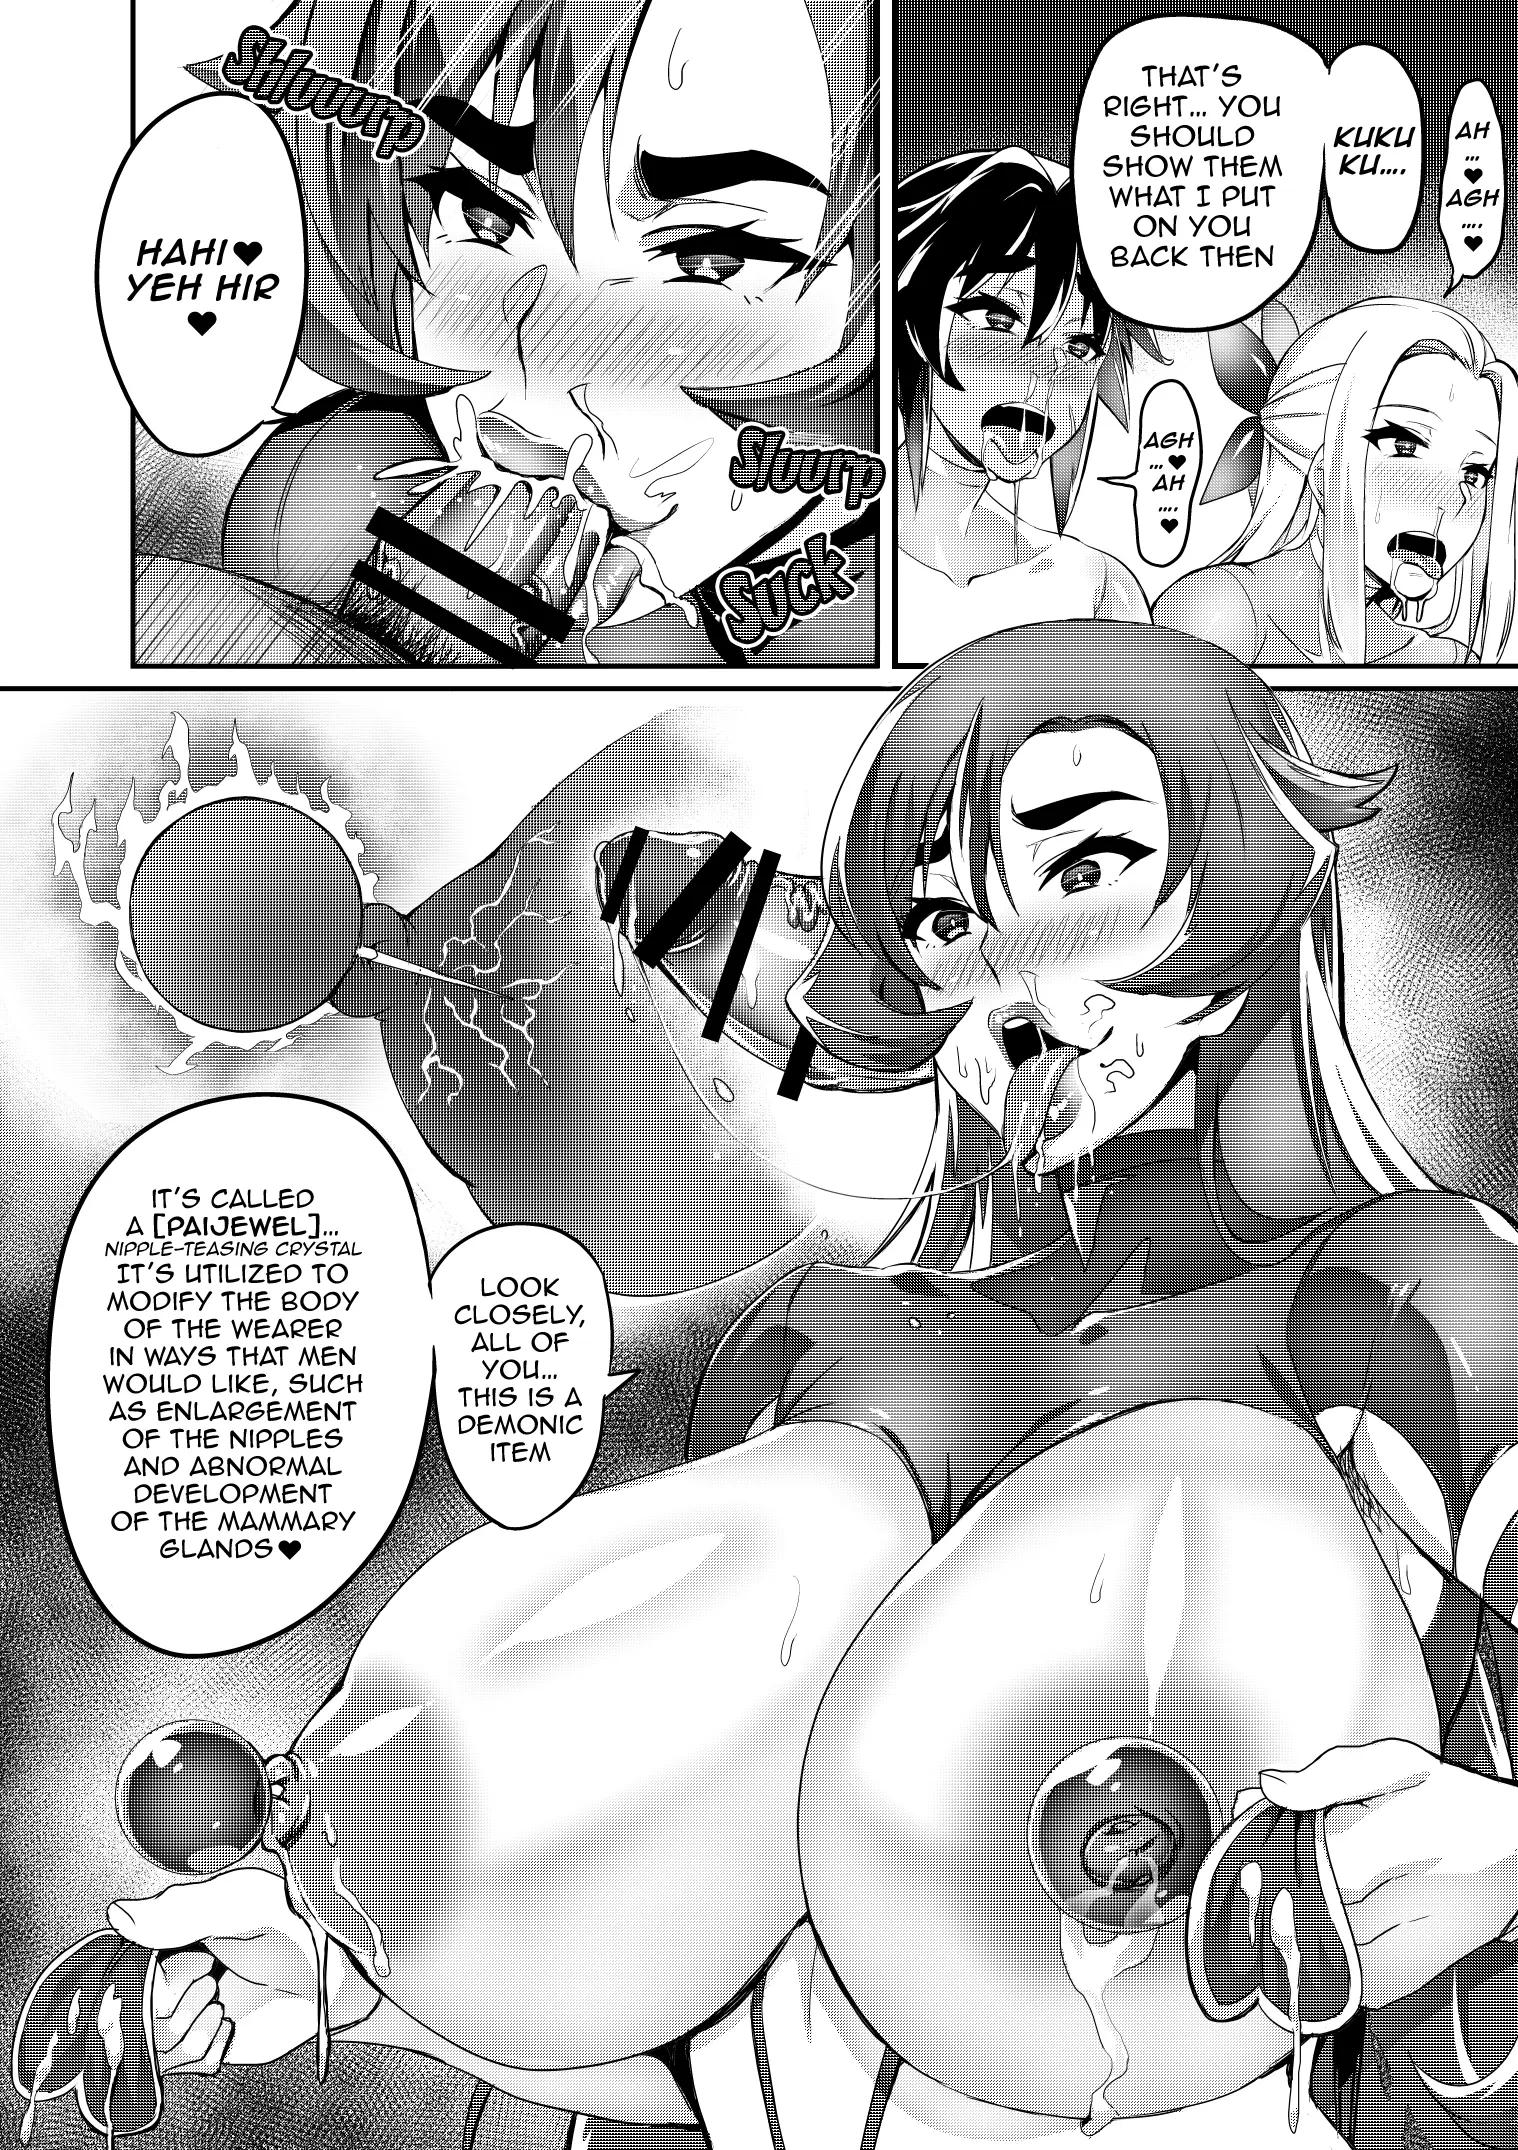 AH
...
♥
AGH
....
♥
KUKU
KU....
THAT'S
RIGHT... YOU
SHOULD
SHOW THEM
WHAT I PUT
ON YOU
BACK THEN
AGH
... ♥
AH
....
♥
Shluuurp
HAHI♥
YEH HIR
♥
Sluurp
Suck
LOOK
CLOSELY,
ALL OF
YOU...
THIS IS A
DEMONIC
ITEM
IT'S CALLED
A [PAIJEWEL]...
NIPPLE-TEASING CRYSTAL
IT'S UTILIZED TO
MODIFY THE BODY
OF THE WEARER
IN WAYS THAT MEN
WOULD LIKE, SUCH
AS ENLARGEMENT
OF THE NIPPLES
AND ABNORMAL
DEVELOPMENT
OF THE MAMMARY
GLANDS♥